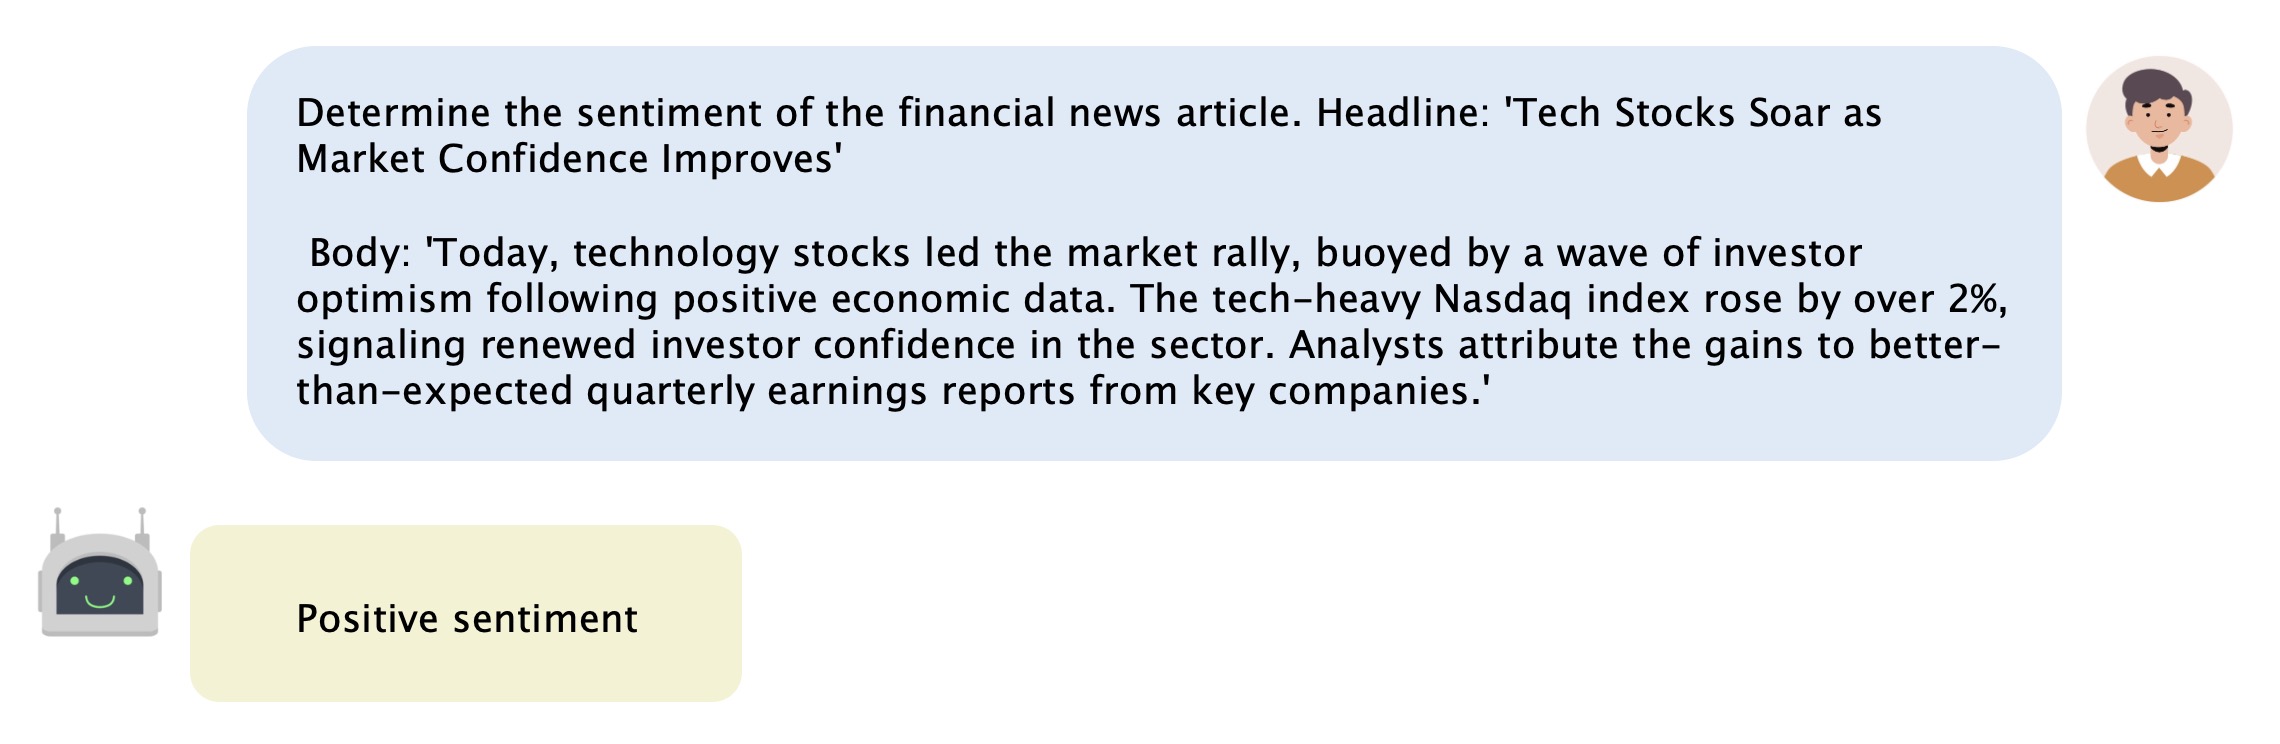 Determine the sentiment of the financial news article. Headline: 'Tech Stocks Soar as
Market Confidence Improves'
Body: 'Today, technology stocks led the market rally, buoyed by a wave of investor
optimism following positive economic data. The tech-heavy Nasdaq index rose by over 2%,
signaling renewed investor confidence in the sector. Analysts attribute the gains to better-
than-expected quarterly earnings reports from key companies.'
Positive sentiment